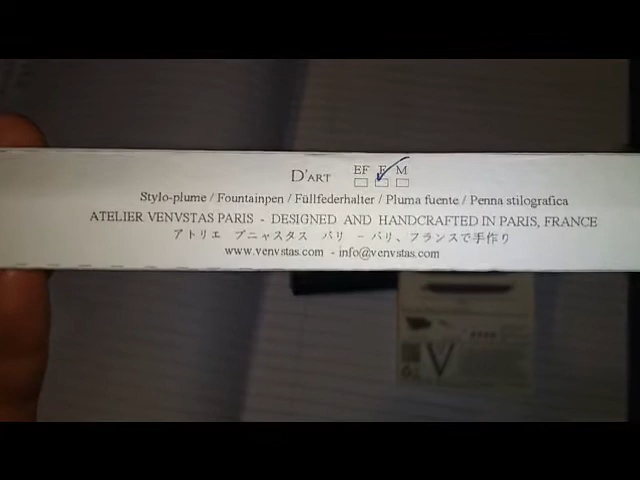 D'ART EF F M
Stylo-plume / Fountainpen / Füllfederhalter / Pluma fuente / Penna stilografica
ATELIER VENVSTAS PARIS - DESIGNED AND HANDCRAFTED IN PARIS, FRANCE
アトリエ ブニャスタス パリ - パリ、フランスで手作り
www.venvstas.com - info@venvstas.com
V